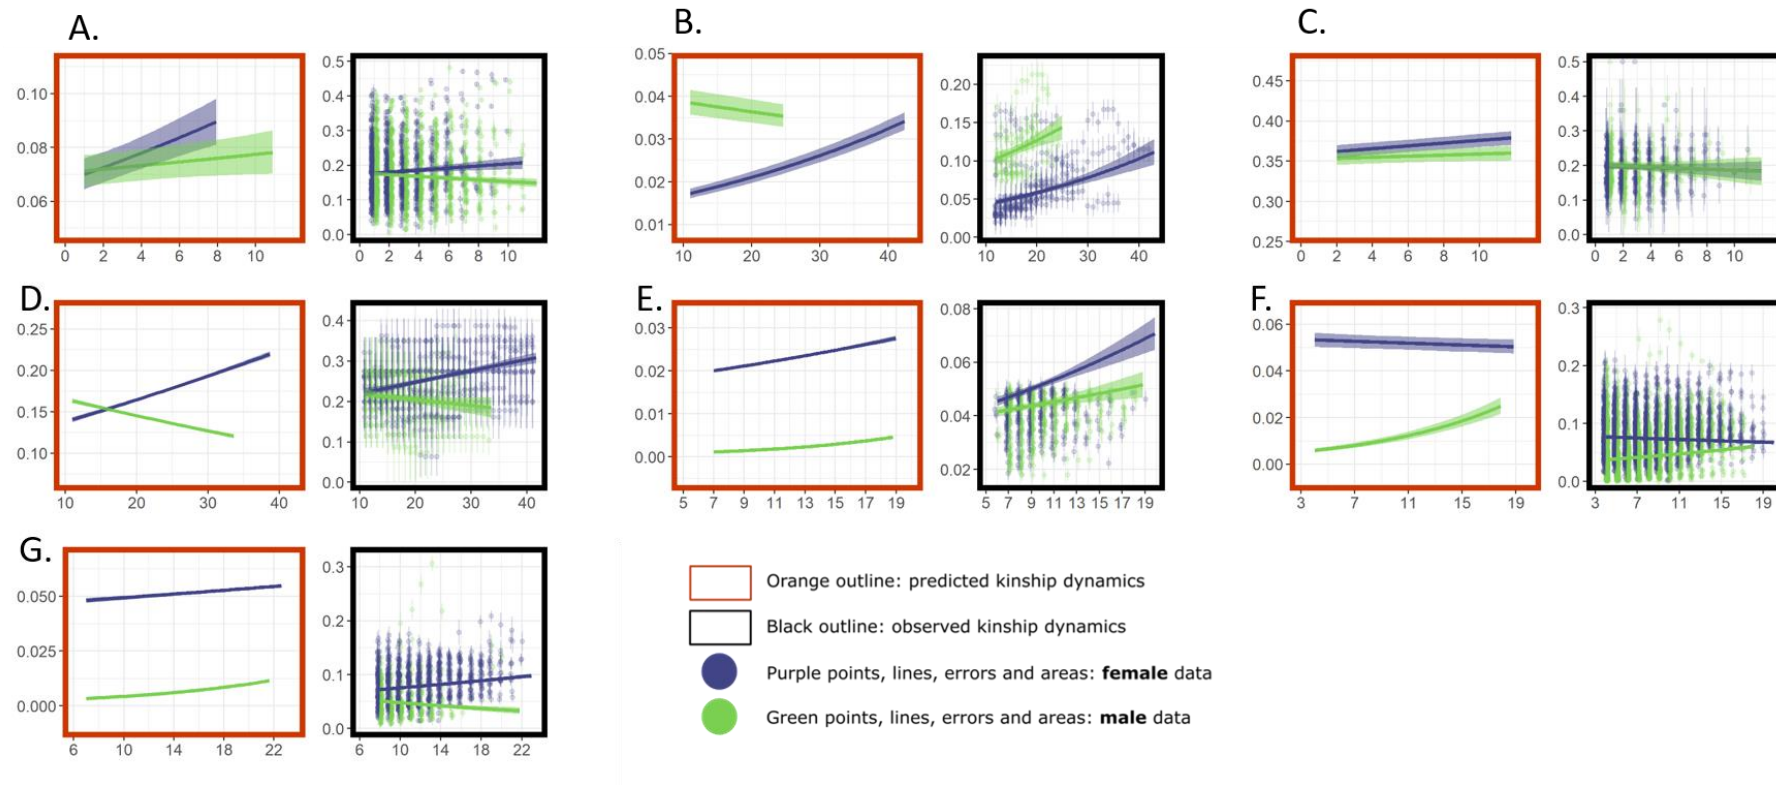 A.
B.
C.
0.10
0.08
0.06
0 2 4 6 8 10
0.5
0.4
0.3
0.2
0.1
0.0
0 2 4 6 8 10
0.05
0.04
0.03
0.02
0.01
10 20 30 40
0.20
0.15
0.10
0.05
0.00
10 20 30 40
0.45
0.40
0.35
0.30
0.25
0 2 4 6 8 10
0.5
0.4
0.3
0.2
0.1
0.0
0 2 4 6 8 10
D.
E.
F.
0.25
0.20
0.15
0.10
10 20 30 40
0.4
0.3
0.2
0.1
0.0
10 20 30 40
0.03
0.02
0.01
0.00
5 7 9 11 13 15 17 19
0.08
0.06
0.04
0.02
5 7 9 11 13 15 17 19
0.06
0.04
0.02
0.00
3 7 11 15 19
0.3
0.2
0.1
0.0
3 7 11 15 19
G.
0.050
0.025
0.000
6 10 14 18 22
0.3
0.2
0.1
0.0
6 10 14 18 22
Orange outline: predicted kinship dynamics
Black outline: observed kinship dynamics
Purple points, lines, errors and areas: female data
Green points, lines, errors and areas: male data